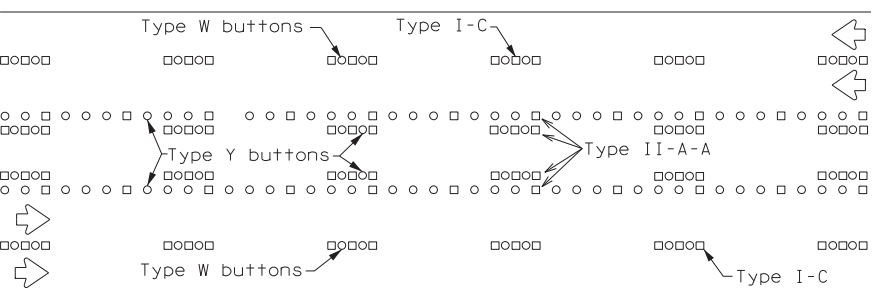 Type W buttons
Type I-C
Type Y buttons
Type II-A-A
Type W buttons
Type I-C